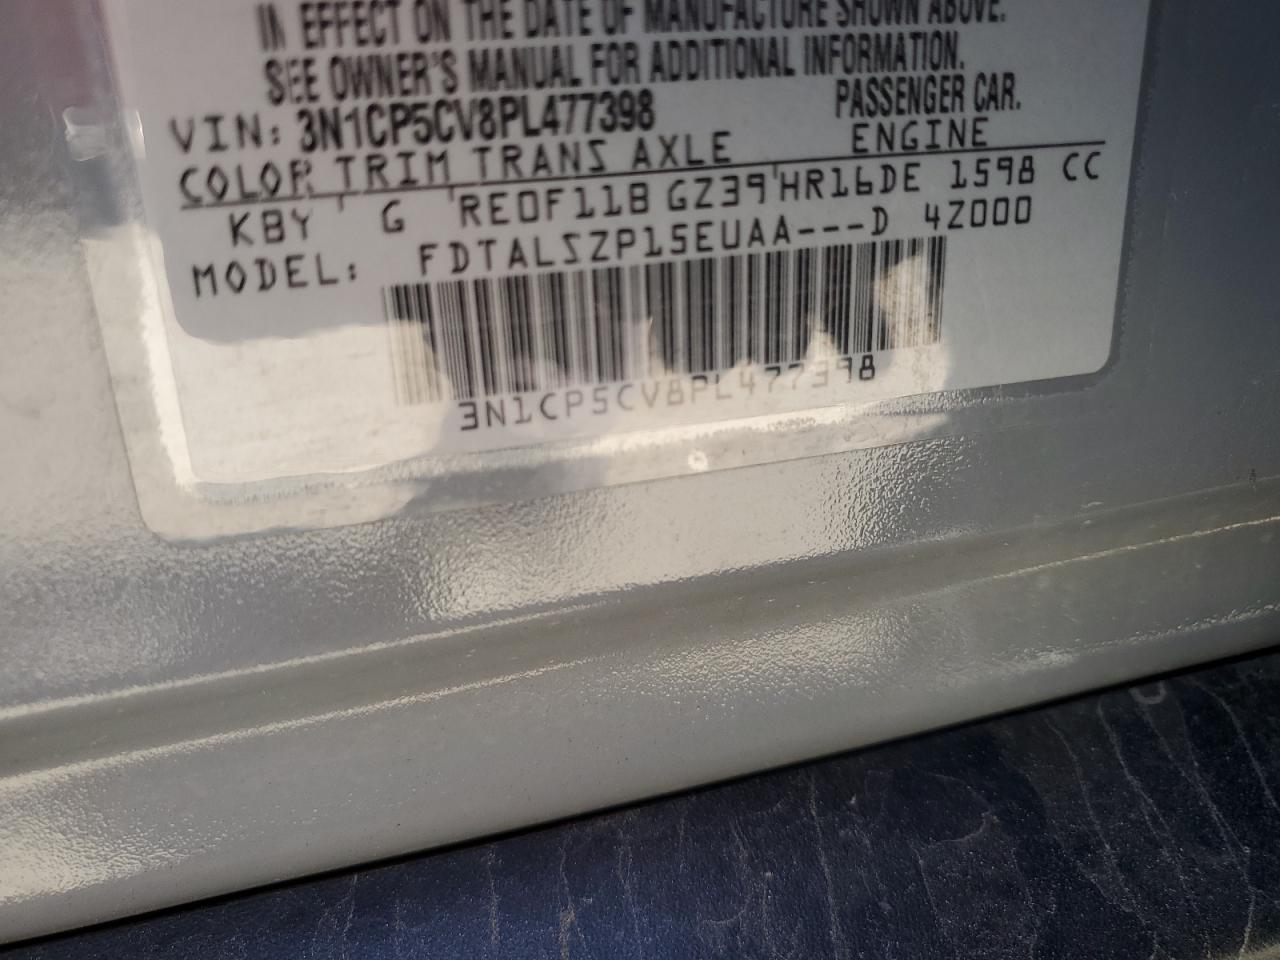 IN EFFECT ON THE DATE OF MANUFACTURE SHOWN ABOVE.
SEE OWNER'S MANUAL FOR ADDITIONAL INFORMATION.
VIN: 3N1CP5CV8PL477398 PASSENGER CAR.
COLOR TRIM TRANS AXLE ENGINE
KBY G RE0F11B GZ39 HR16DE 1598 CC
MODEL: FDTALSZP15EUAA---D 4Z000
3N1CP5CV8PL477398